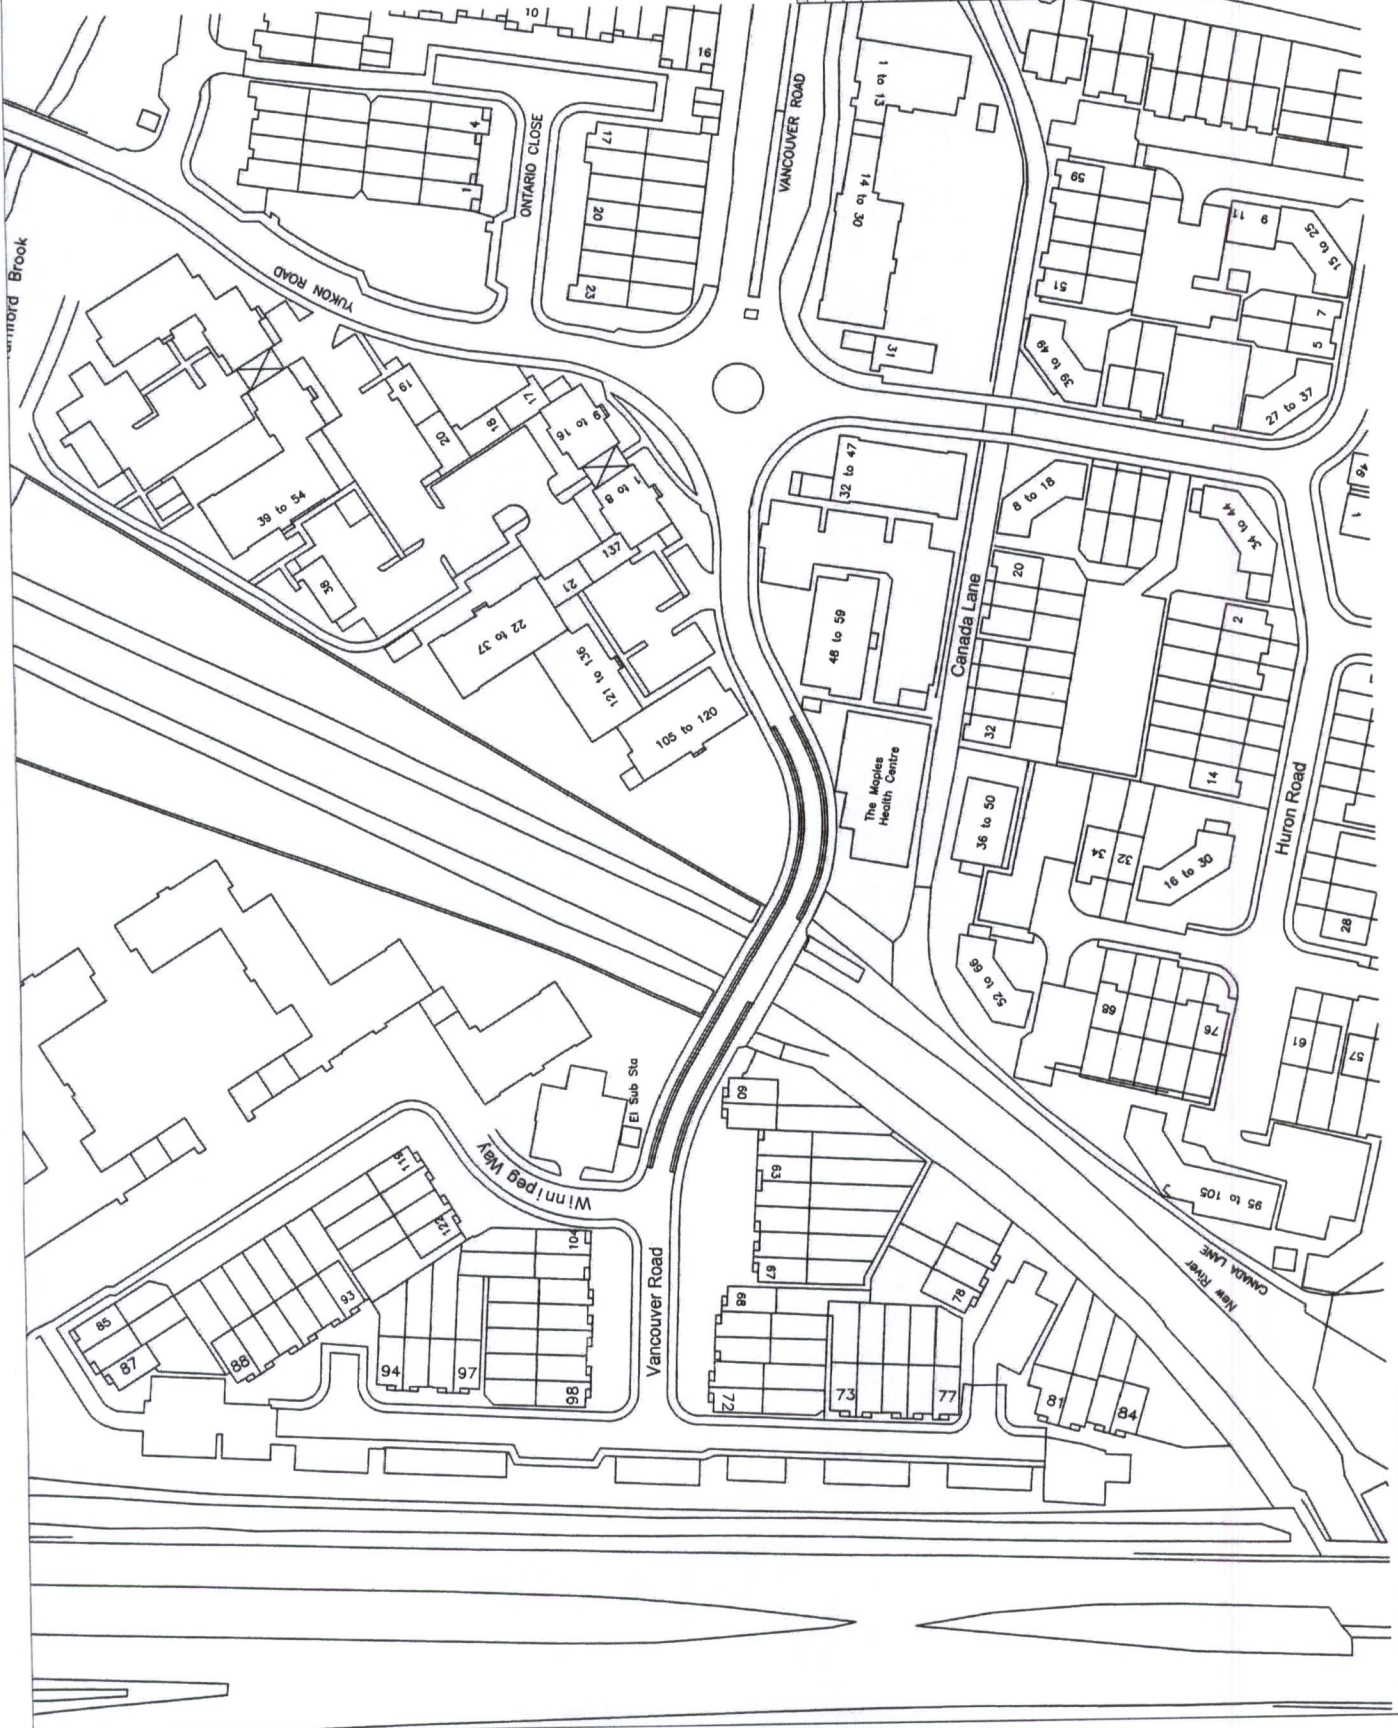 10
16
VANCOUVER ROAD
1 to 13
4
1
ONTARIO CLOSE
17
20
23
14 to 30
31
59
51
11
9
15 to 25
7
5
39 to 49
27 to 37
Brook
YUKON ROAD
19
20
18
17
9 to 16
1 to 8
137
21
39 to 54
38
22 to 37
121 to 136
105 to 120
32 to 47
48 to 59
8 to 18
34 to 44
1
20
Canada Lane
2
32
14
The Maples
Health Centre
36 to 50
34
32
16 to 30
Huron Road
28
52 to 66
68
76
61
57
El Sub Sta
60
63
67
95 to 105
Winnipeg Way
119
122
104
Vancouver Road
68
78
New River
CANADA LANE
85
87
88
93
94
97
98
72
73
77
81
84